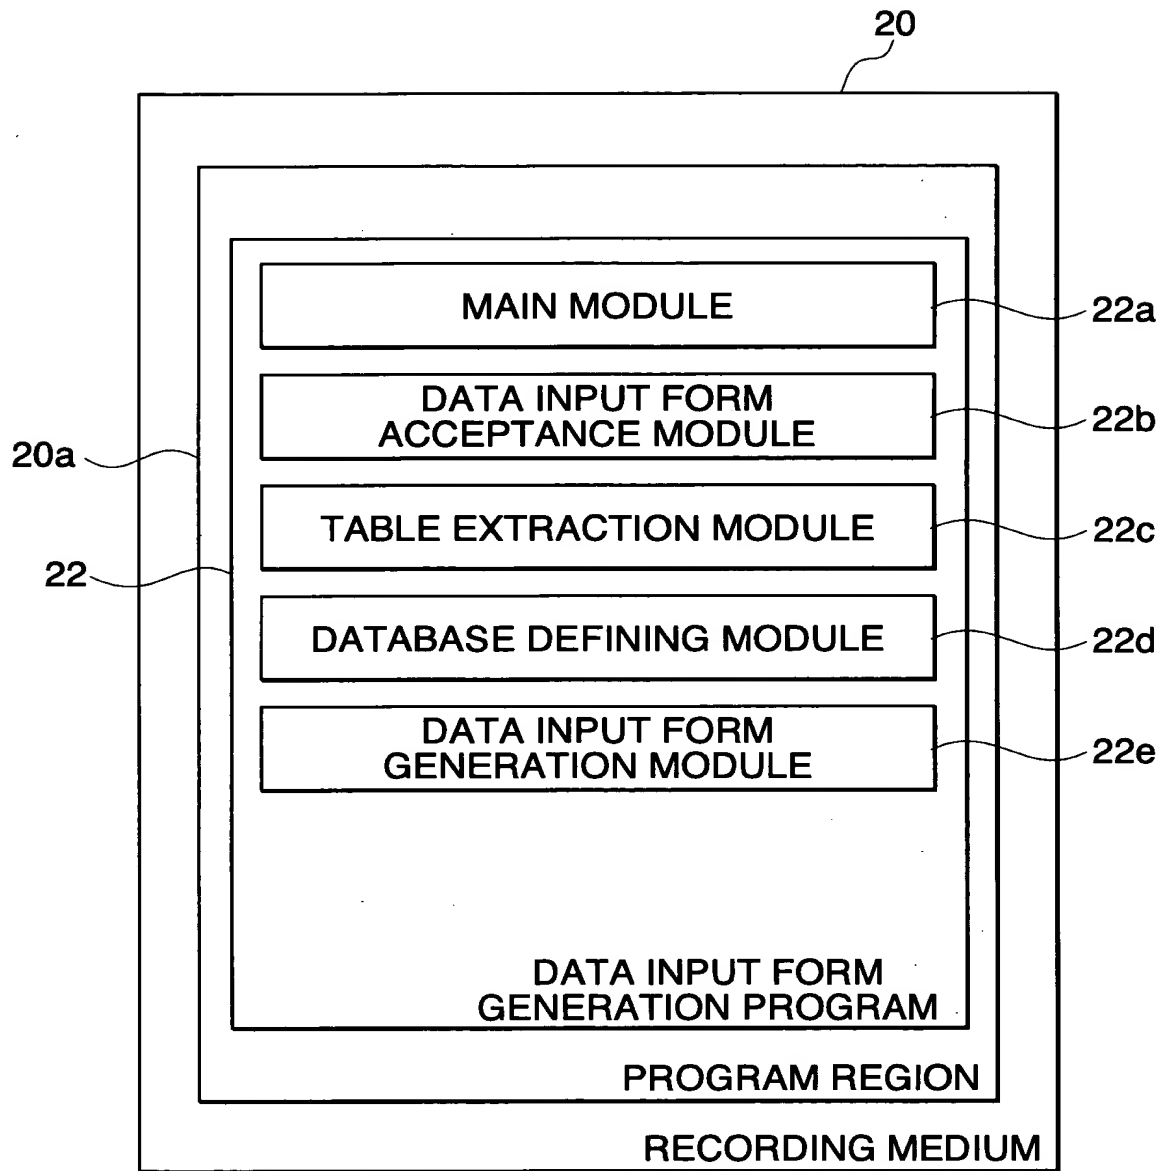 20
MAIN MODULE
22a
DATA INPUT FORM
ACCEPTANCE MODULE
22b
20a
TABLE EXTRACTION MODULE
22c
22
DATABASE DEFINING MODULE
22d
DATA INPUT FORM
GENERATION MODULE
22e
DATA INPUT FORM
GENERATION PROGRAM
PROGRAM REGION
RECORDING MEDIUM